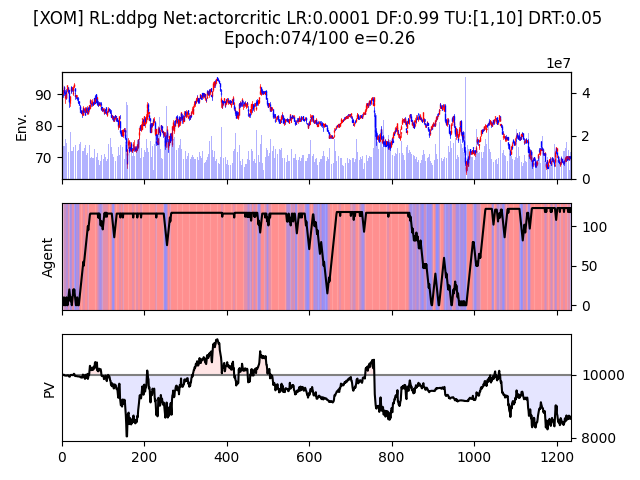 [XOM] RL:ddpg Net:actorcritic LR:0.0001 DF:0.99 TU:[1,10] DRT:0.05
Epoch:074/100 e=0.26
1e7
Env.
90
80
70
4
2
0
Agent
100
50
0
PV
10000
8000
0 200 400 600 800 1000 1200